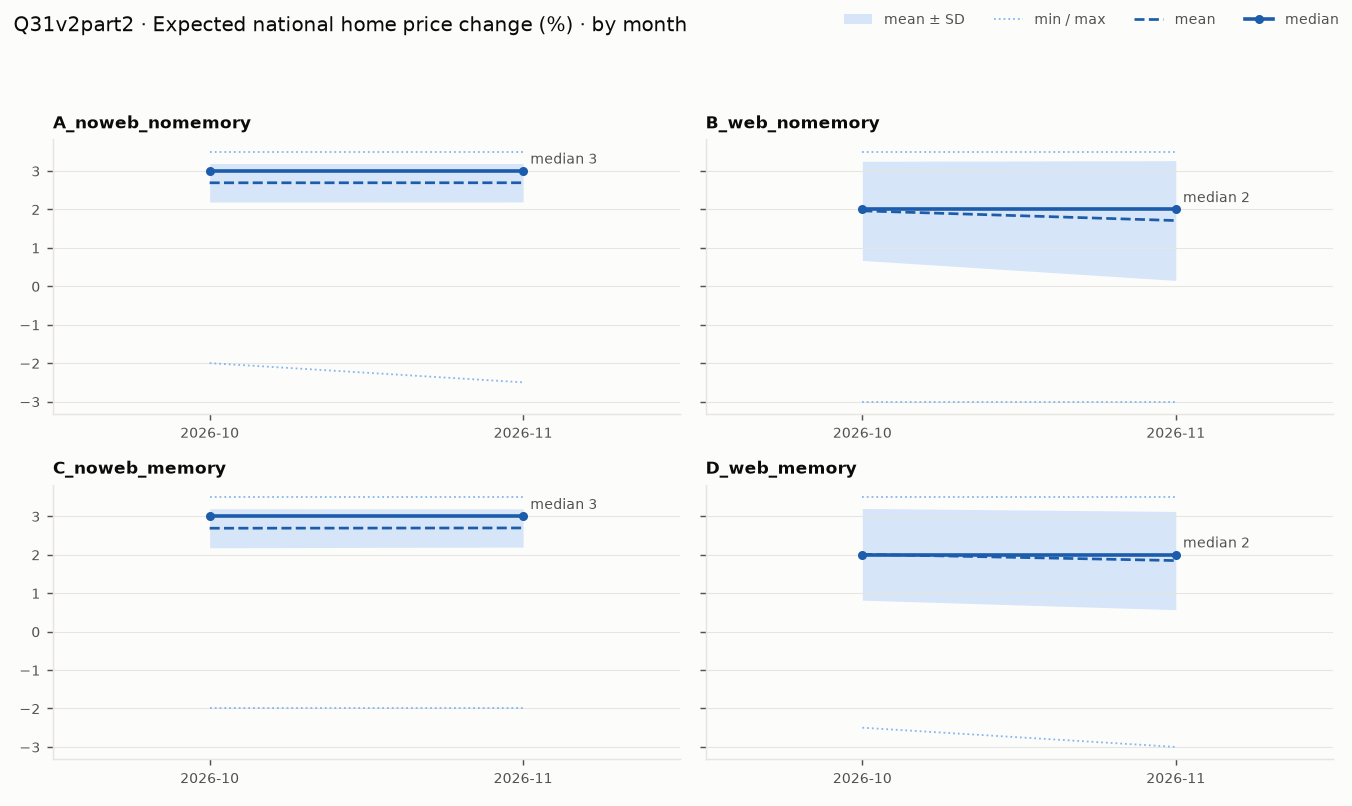 Q31v2part2 · Expected national home price change (%) · by month
mean ± SD
min / max
mean
median
A_noweb_nomemory
3
2
1
0
−1
−2
−3
median 3
2026-10
2026-11
B_web_nomemory
median 2
2026-10
2026-11
C_noweb_memory
3
2
1
0
−1
−2
−3
median 3
2026-10
2026-11
D_web_memory
median 2
2026-10
2026-11